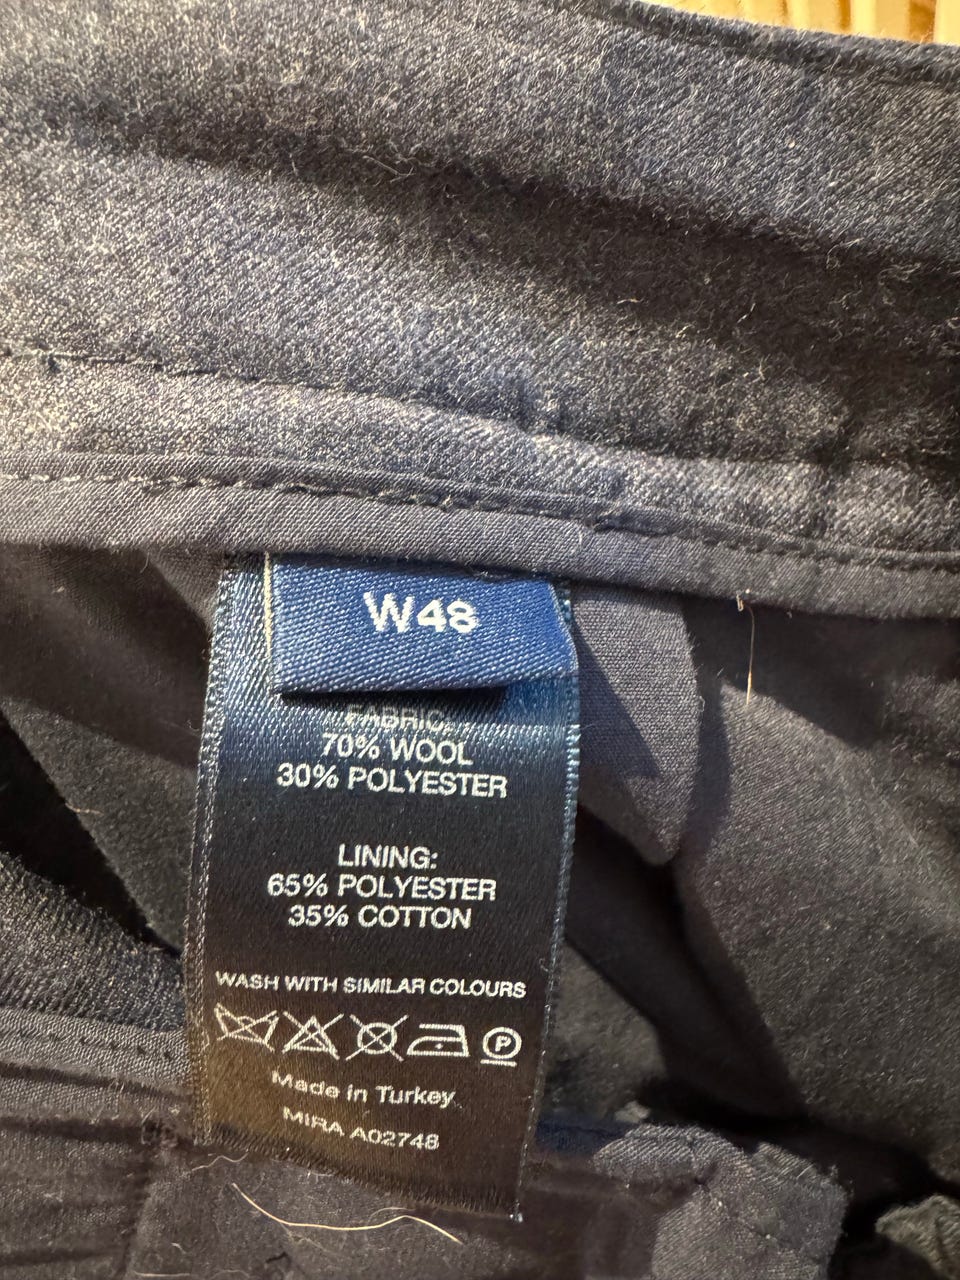 W48
FABRIC:
70% WOOL
30% POLYESTER
LINING:
65% POLYESTER
35% COTTON
WASH WITH SIMILAR COLOURS
P
Made in Turkey
MIRA A02748